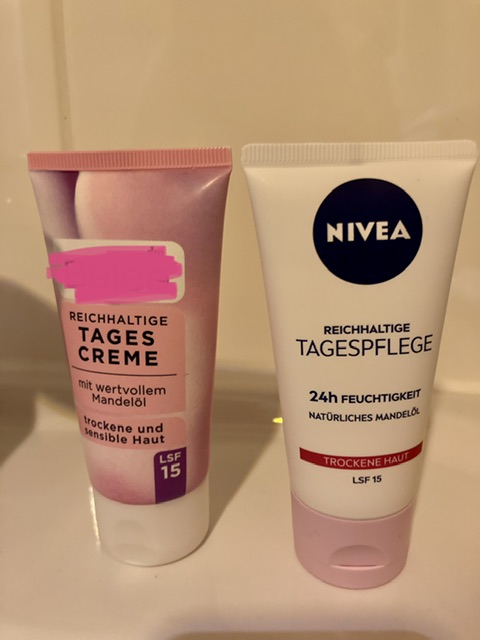 REICHHALTIGE
TAGES
CREME
mit wertvollem
Mandelöl
trockene und
sensible Haut
LSF
15
NIVEA
REICHHALTIGE
TAGESPFLEGE
24h FEUCHTIGKEIT
NATÜRLICHES MANDELÖL
TROCKENE HAUT
LSF 15